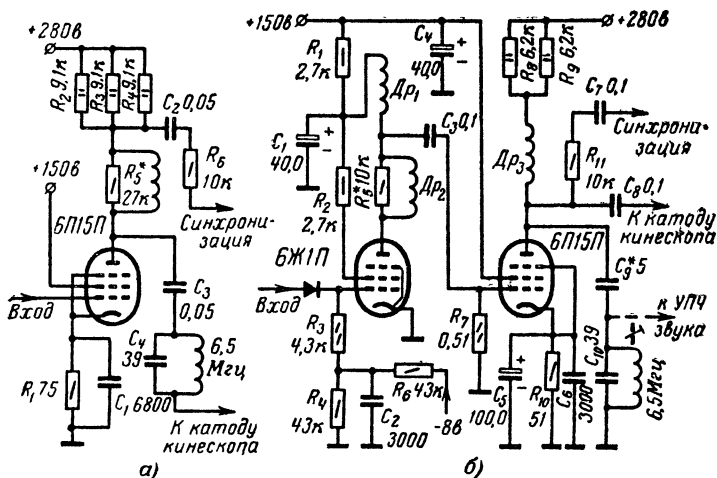 +280в
R2 9,1к
R3 9,1к
R4 9,1к
C2 0,05
R6
10к
R5*
27к
Синхрони-
зация
+150в
6П15П
Вход
C3
0,05
C4
39
6,5
Мгц
R1 75
C1 6800
К катоду
кинескопа
а)
+150в
R1
2,7к
C4
40,0
Др1
C1
40,0
C3 0,1
R2
2,7к
R5* 10к
Др2
6Ж1П
Вход
R3
4,3к
R4
43к
C2
3000
R6 43к
-8в
R7
0,51
+280в
R8 6,2к
R9 6,2к
C7 0,1
Синхрони-
зация
Др3
R11
10к
C8 0,1
К катоду
кинескопа
6П15П
C9* 5
к УПЧ
звука
C10 39
6,5Мгц
C5
100,0
R10
51
C6
3000
б)